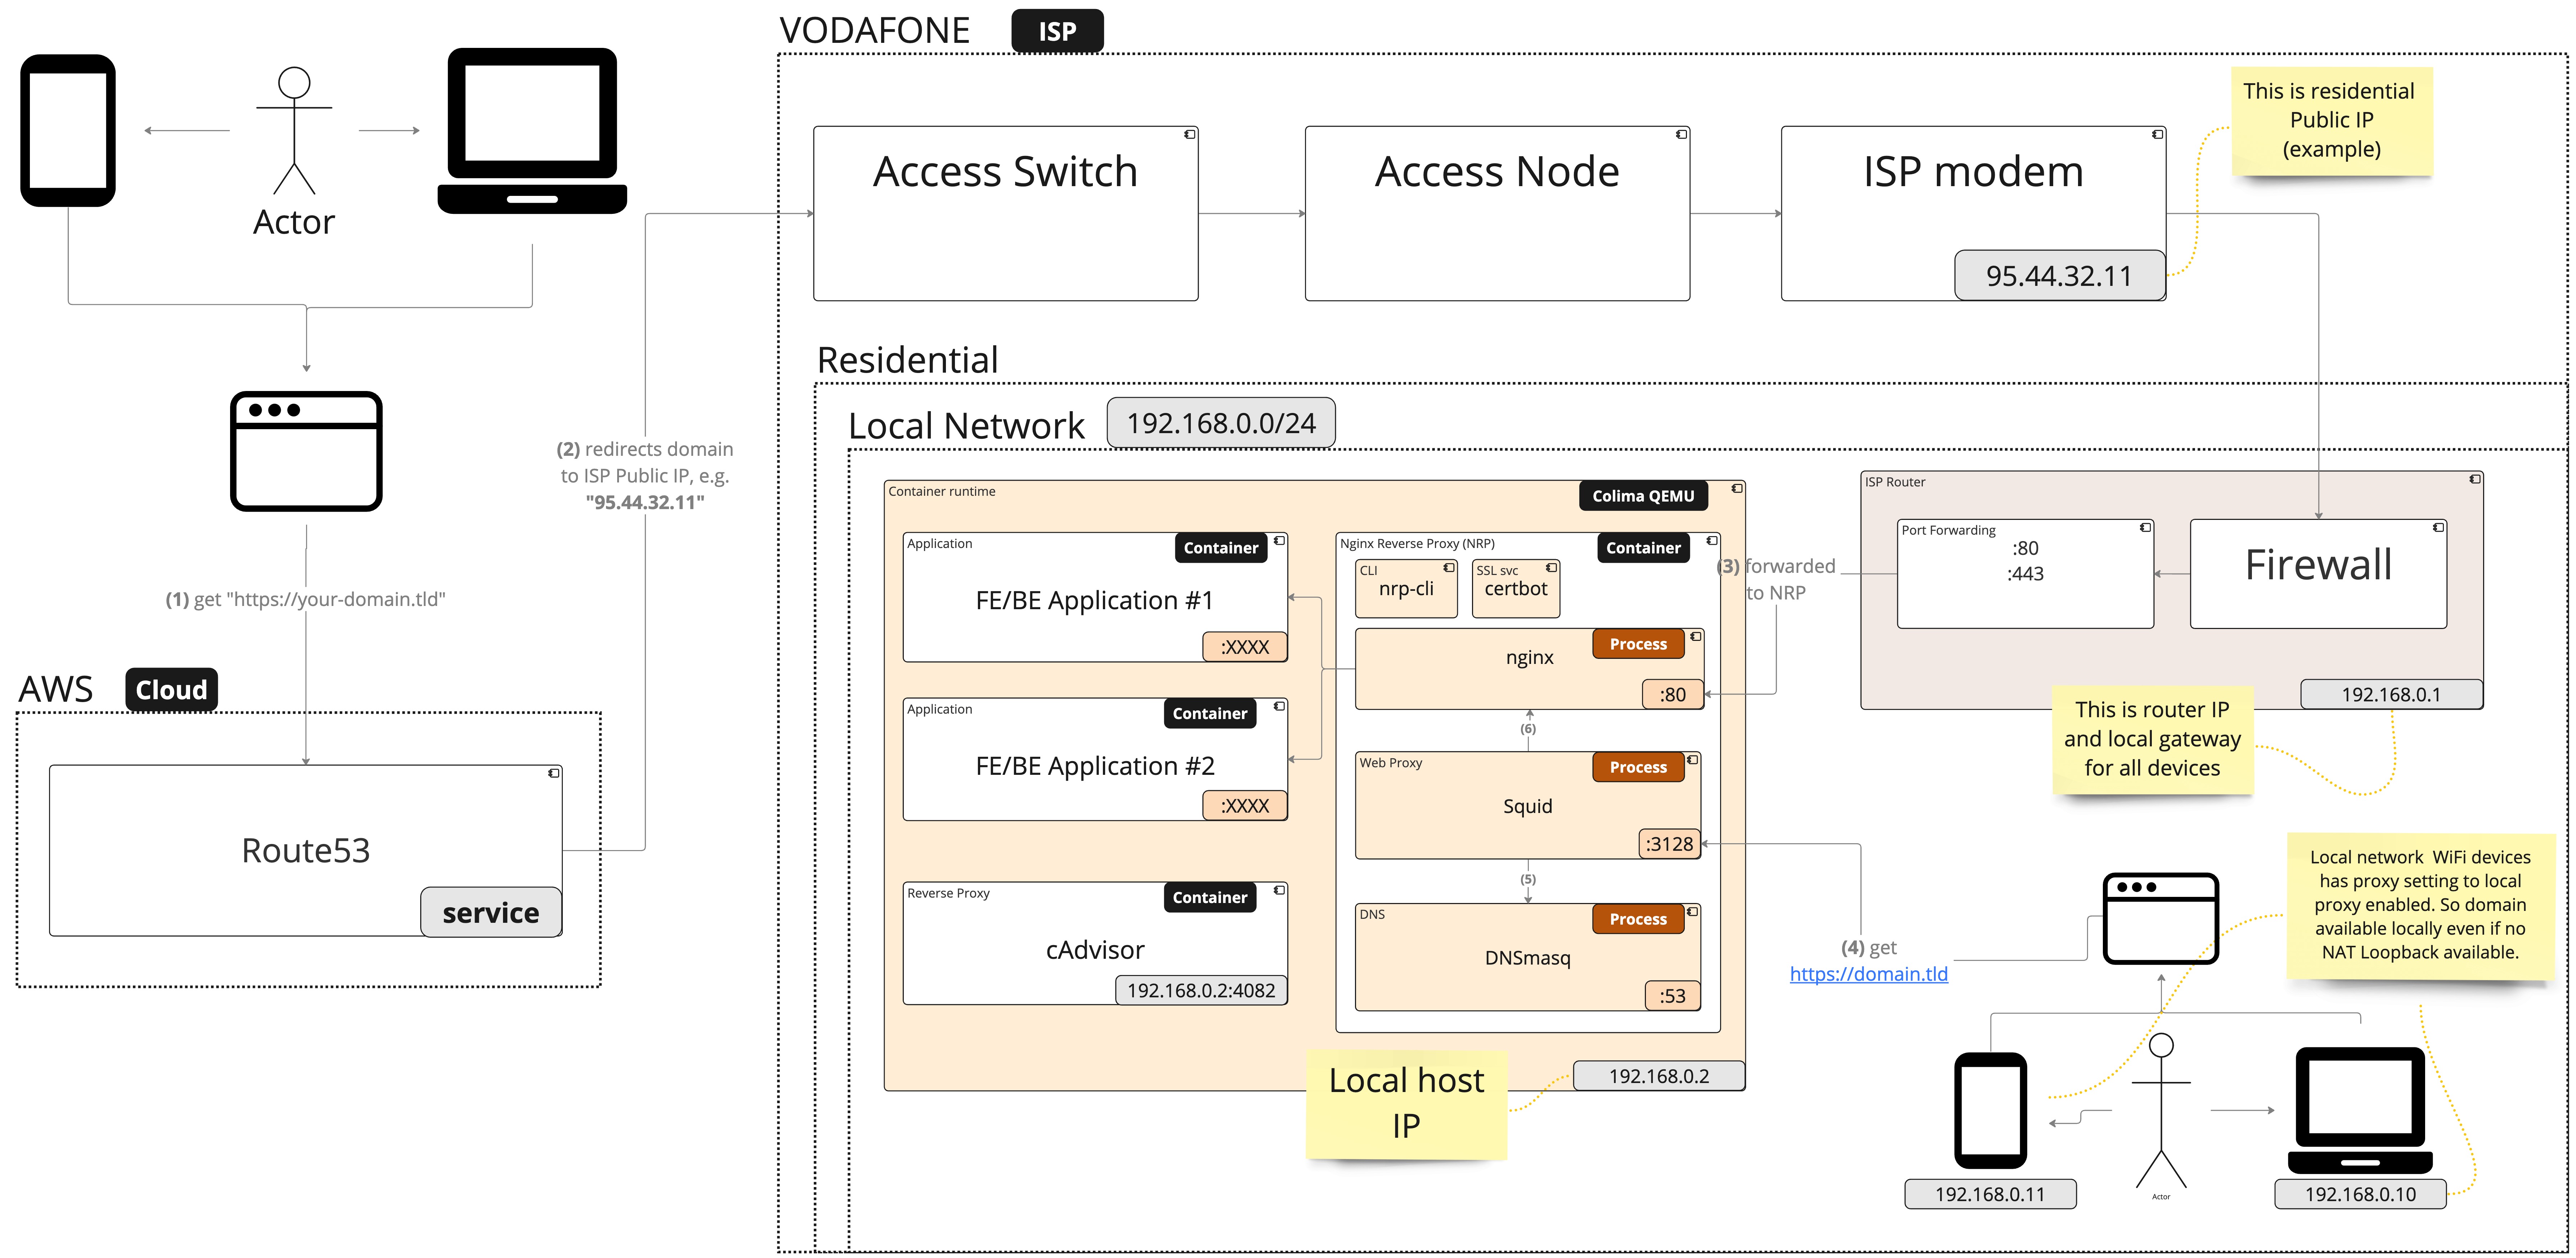 VODAFONE
ISP
Actor
Access Switch
Access Node
ISP modem
95.44.32.11
This is residential
Public IP
(example)
(1) get "https://your-domain.tld"
(2) redirects domain
to ISP Public IP, e.g.
"95.44.32.11"
AWS
Cloud
Route53
service
Residential
Local Network
192.168.0.0/24
Container runtime
Colima QEMU
Application
Container
FE/BE Application #1
:XXXX
Application
Container
FE/BE Application #2
:XXXX
Reverse Proxy
Container
cAdvisor
192.168.0.2:4082
Nginx Reverse Proxy (NRP)
Container
CLI
nrp-cli
SSL svc
certbot
Process
nginx
:80
(6)
Web Proxy
Process
Squid
:3128
(5)
DNS
Process
DNSmasq
:53
192.168.0.2
Local host
IP
(3) forwarded
to NRP
ISP Router
Port Forwarding
:80
:443
Firewall
192.168.0.1
This is router IP
and local gateway
for all devices
(4) get
https://domain.tld
Local network WiFi devices
has proxy setting to local
proxy enabled. So domain
available locally even if no
NAT Loopback available.
192.168.0.11
Actor
192.168.0.10